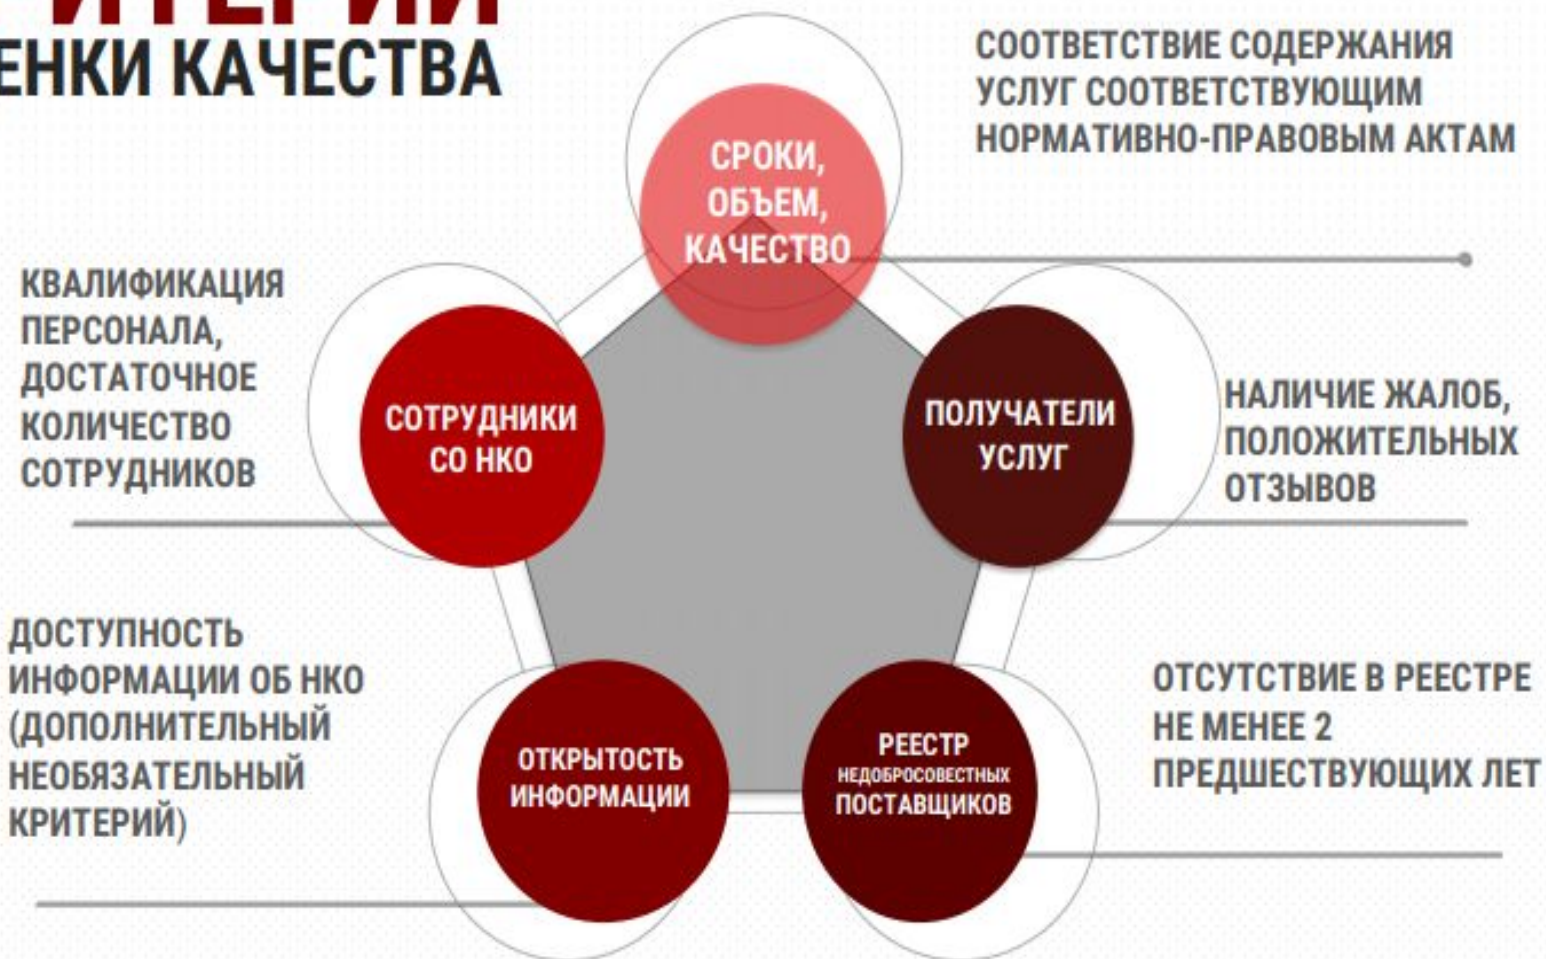 ИТЕРИИ
ЕНКИ КАЧЕСТВА
СООТВЕТСТВИЕ СОДЕРЖАНИЯ
УСЛУГ СООТВЕТСТВУЮЩИМ
НОРМАТИВНО-ПРАВОВЫМ АКТАМ
СРОКИ,
ОБЪЕМ,
КАЧЕСТВО
КВАЛИФИКАЦИЯ
ПЕРСОНАЛА,
ДОСТАТОЧНОЕ
КОЛИЧЕСТВО
СОТРУДНИКОВ
СОТРУДНИКИ
СО НКО
ПОЛУЧАТЕЛИ
УСЛУГ
НАЛИЧИЕ ЖАЛОБ,
ПОЛОЖИТЕЛЬНЫХ
ОТЗЫВОВ
ДОСТУПНОСТЬ
ИНФОРМАЦИИ ОБ НКО
(ДОПОЛНИТЕЛЬНЫЙ
НЕОБЯЗАТЕЛЬНЫЙ
КРИТЕРИЙ)
ОТКРЫТОСТЬ
ИНФОРМАЦИИ
РЕЕСТР
НЕДОБРОСОВЕСТНЫХ
ПОСТАВЩИКОВ
ОТСУТСТВИЕ В РЕЕСТРЕ
НЕ МЕНЕЕ 2
ПРЕДШЕСТВУЮЩИХ ЛЕТ